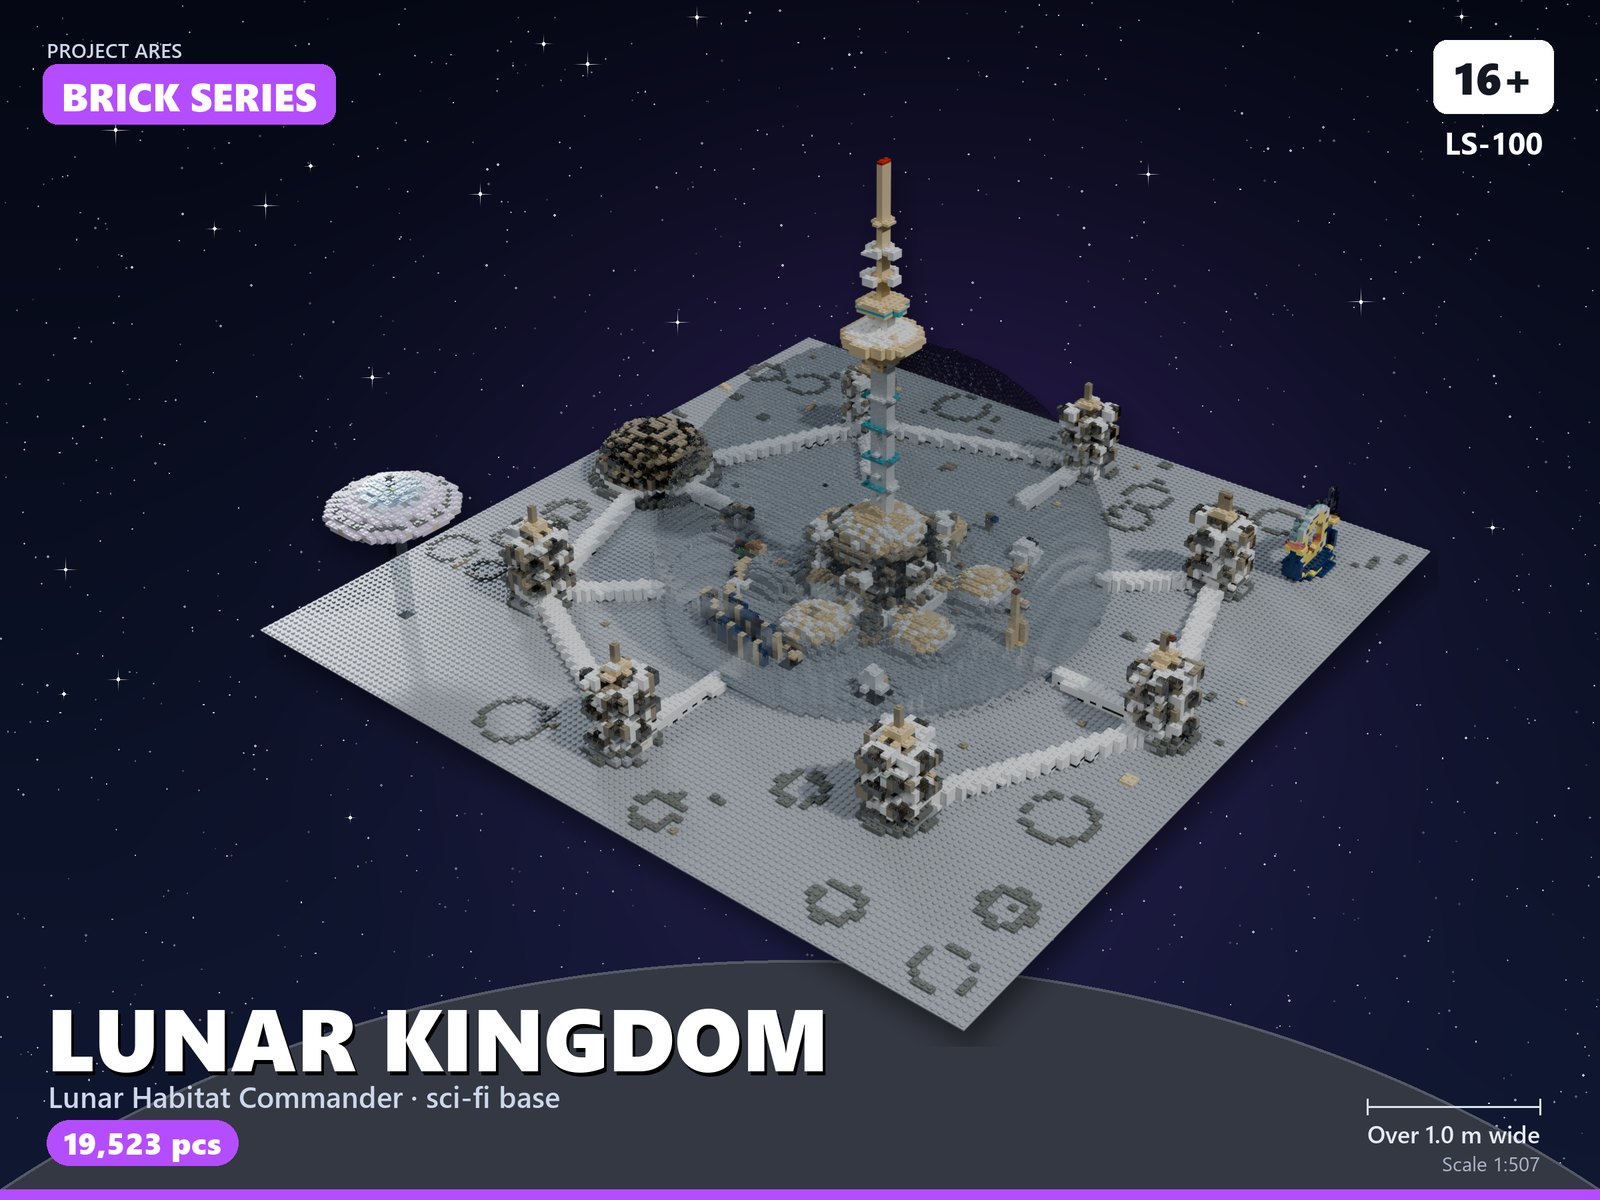 PROJECT ARES
BRICK SERIES
16+
LS-100
LUNAR KINGDOM
Lunar Habitat Commander · sci-fi base
19,523 pcs
Over 1.0 m wide
Scale 1:507